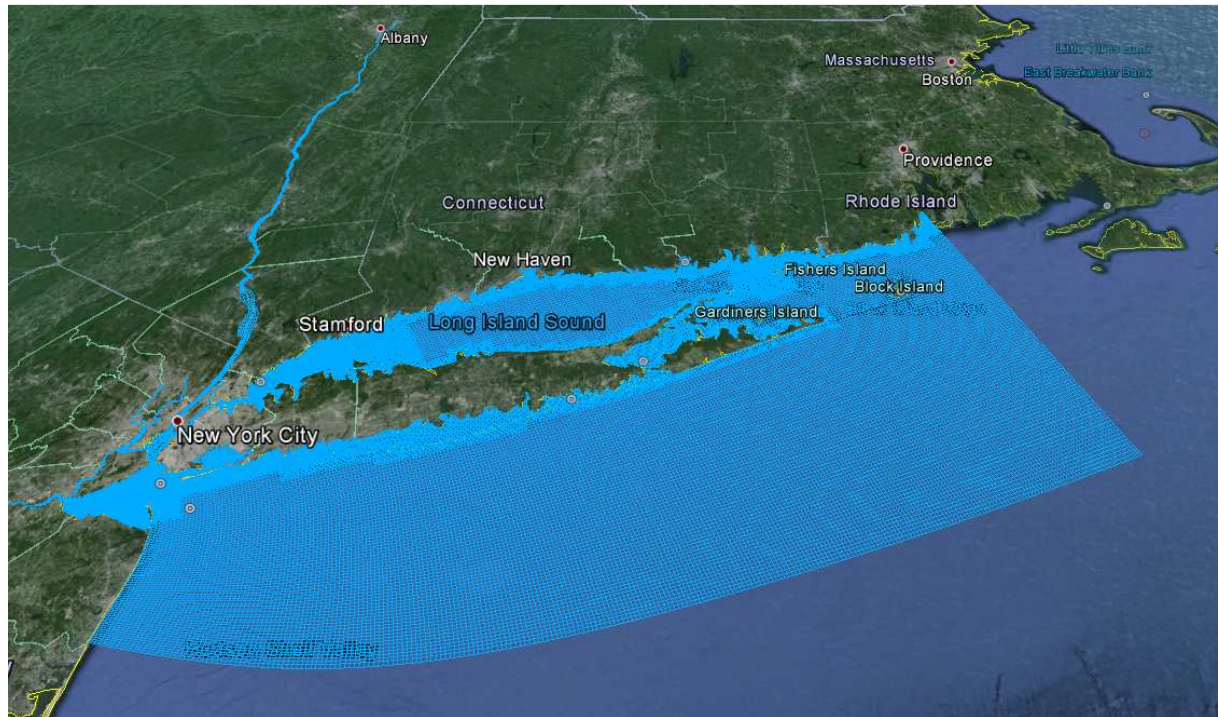 Albany
Massachusetts
Boston
East Breakwater Bank
Providence
Connecticut
Rhode Island
New Haven
Fishers Island
Block Island
Gardiners Island
Stamford
Long Island Sound
New York City